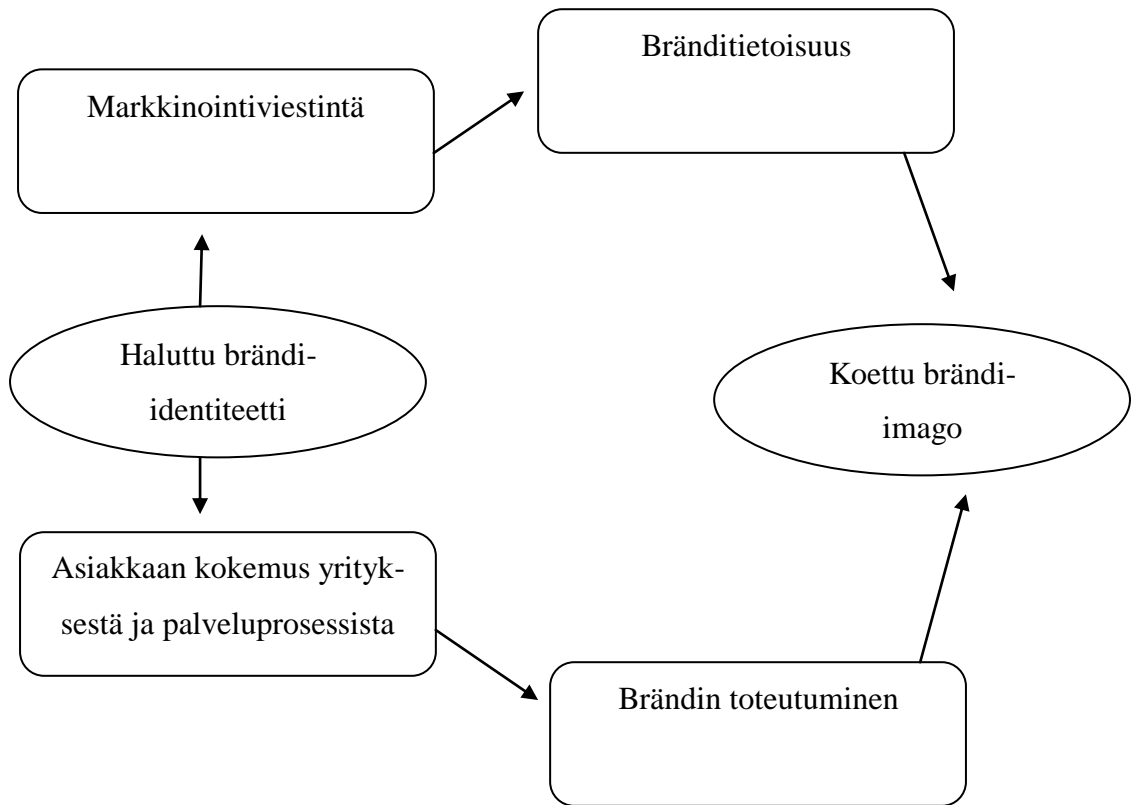 Bränditietoisuus
Markkinointiviestintä
Haluttu brändi-
identiteetti
Koettu brändi-
imago
Asiakkaan kokemus yrityk-
sestä ja palveluprosessista
Brändin toteutuminen